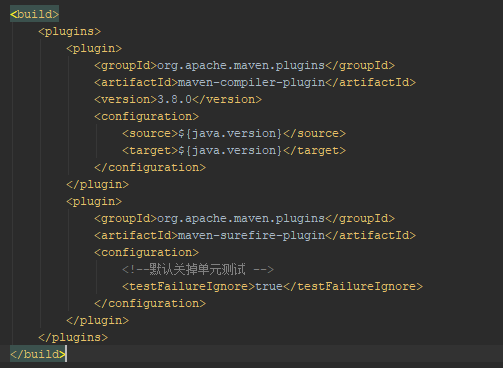 <build>
<plugins>
<plugin>
<groupId>org.apache.maven.plugins</groupId>
<artifactId>maven-compiler-plugin</artifactId>
<version>3.8.0</version>
<configuration>
<source>${java.version}</source>
<target>${java.version}</target>
</configuration>
</plugin>
<plugin>
<groupId>org.apache.maven.plugins</groupId>
<artifactId>maven-surefire-plugin</artifactId>
<configuration>
<!--默认关掉单元测试 -->
<testFailureIgnore>true</testFailureIgnore>
</configuration>
</plugin>
</plugins>
</build>